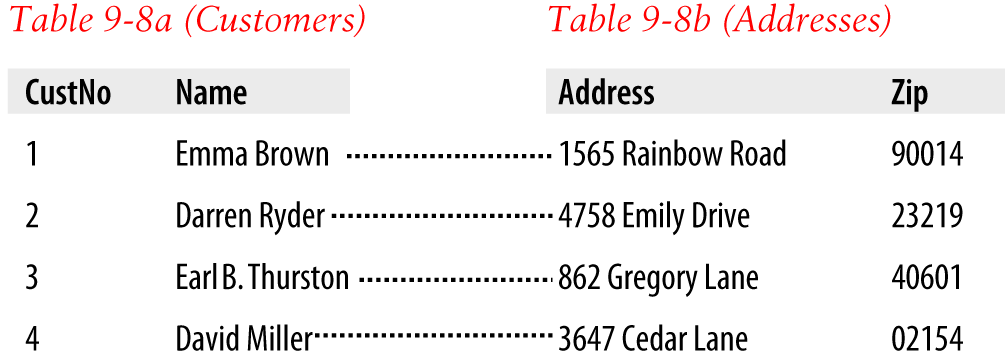 Table 9-8a (Customers) Table 9-8b (Addresses)
CustNo Name Address Zip
1 Emma Brown 1565 Rainbow Road 90014
2 Darren Ryder 4758 Emily Drive 23219
3 Earl B. Thurston 862 Gregory Lane 40601
4 David Miller 3647 Cedar Lane 02154